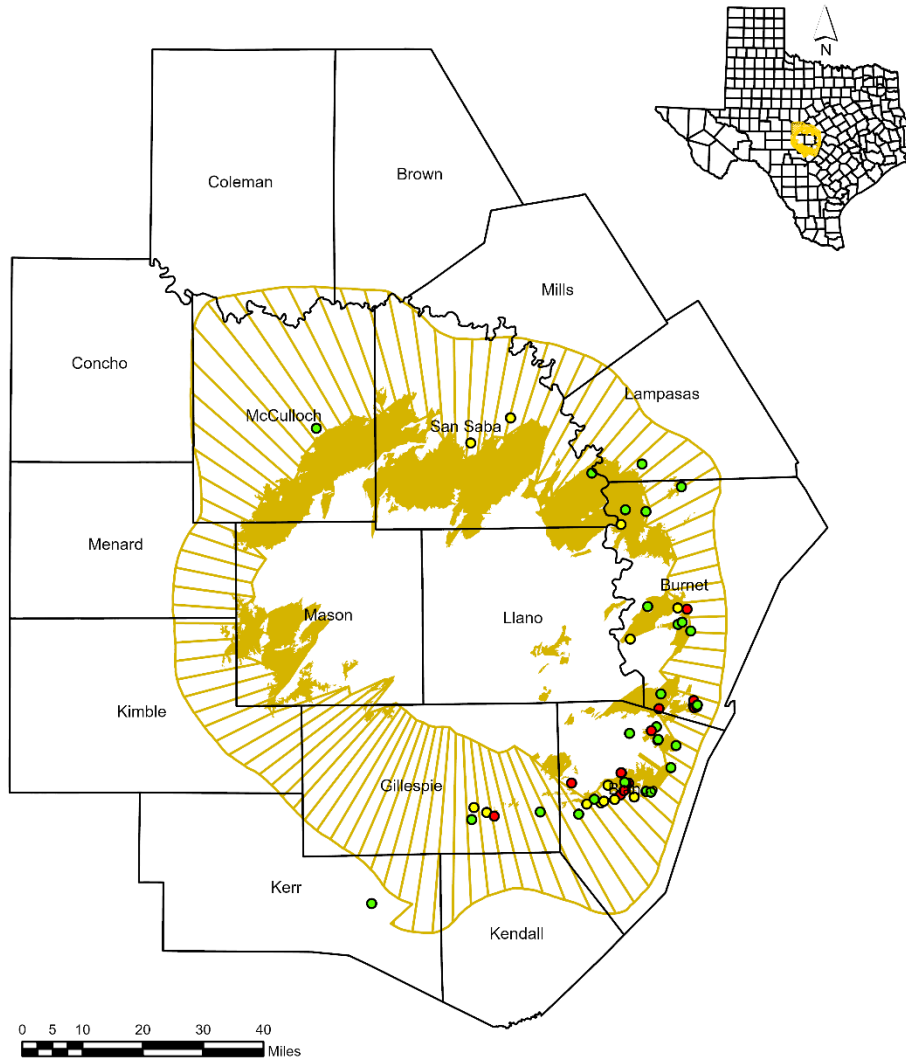 N
Coleman
Brown
Mills
Concho
McCulloch
San Saba
Lampasas
Menard
Mason
Llano
Burnet
Kimble
Gillespie
Kerr
Kendall
0 5 10 20 30 40
Miles